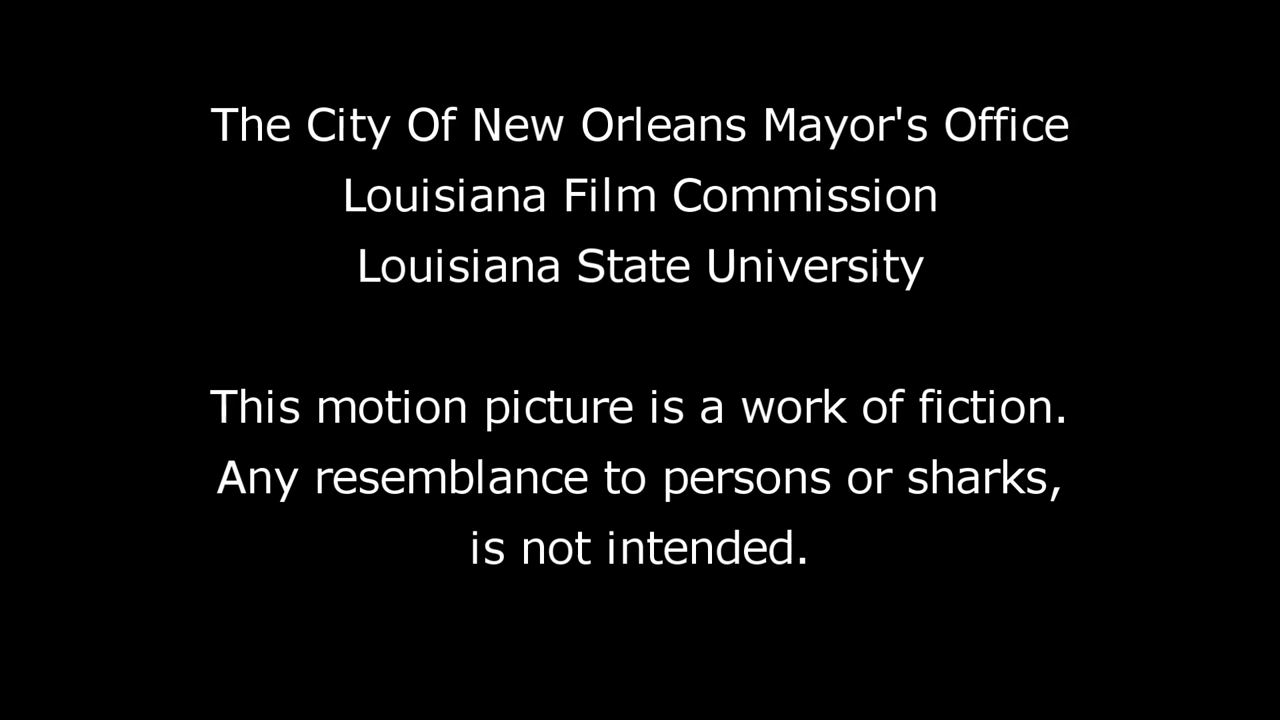 The City Of New Orleans Mayor's Office
Louisiana Film Commission
Louisiana State University
This motion picture is a work of fiction.
Any resemblance to persons or sharks,
is not intended.